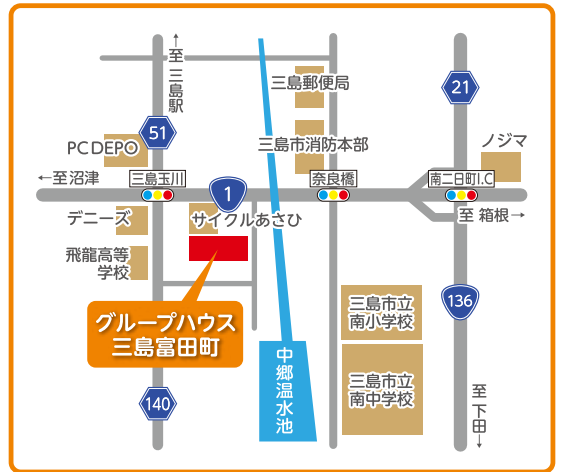 ↑
至
三島駅
三島郵便局
21
51
PC DEPO
三島市消防本部
ノジマ
←至沼津
三島玉川
1
奈良橋
南二日町I.C
デニーズ
サイクルあさひ
至 箱根→
飛龍高等
学校
グループハウス
三島富田町
三島市立
南小学校
136
中郷温水池
三島市立
南中学校
140
至 下田→